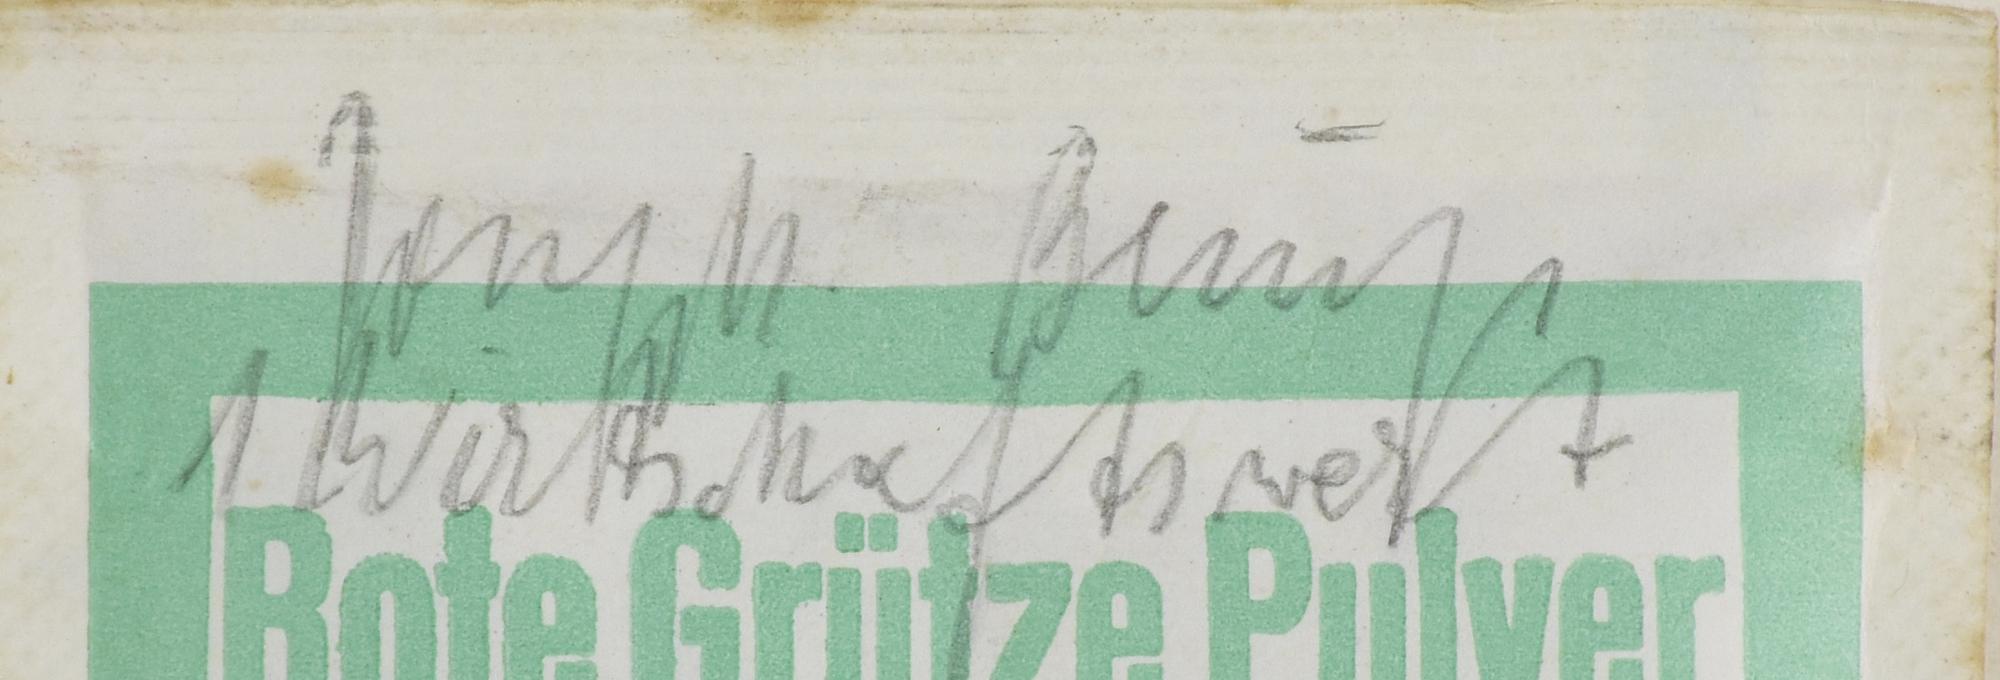 Joseph Beuys
1 Wirtschaftswert
Rote Grütze Pulver